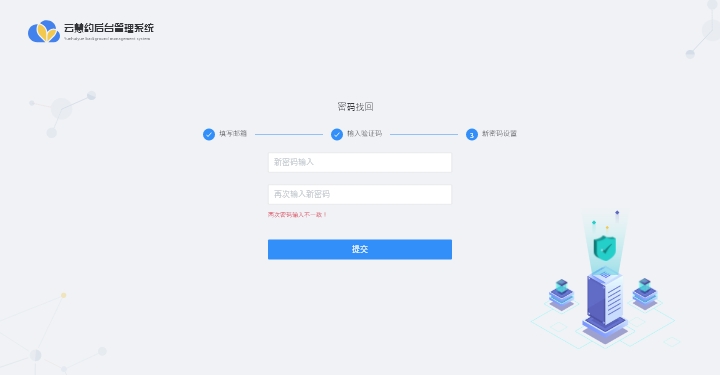 云慧约后台管理系统
Yunhuiyue background management system
密码找回
填写邮箱
输入验证码
3 新密码设置
新密码输入
再次输入新密码
两次密码输入不一致！
提交